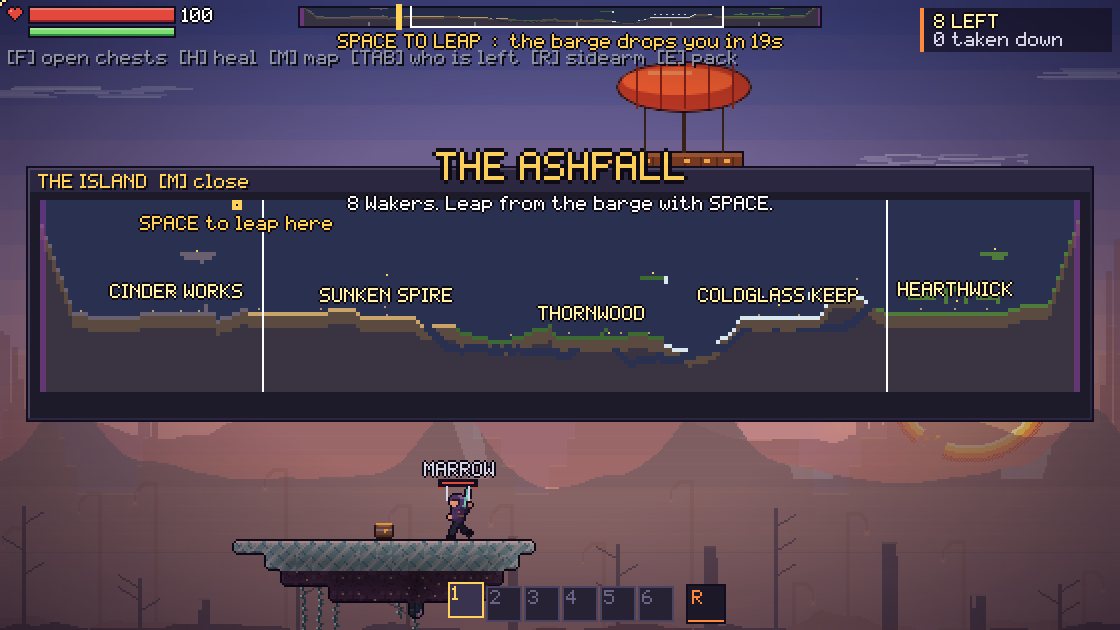 100
SPACE TO LEAP : the barge drops you in 19s
8 LEFT
0 taken down
[F] open chests [H] heal [M] map [TAB] who is left [R] sidearm [E] pack
THE ASHFALL
THE ISLAND [M] close
8 Wakers. Leap from the barge with SPACE.
SPACE to leap here
CINDER WORKS
SUNKEN SPIRE
THORNWOOD
COLDGLASS KEEP
HEARTHWICK
MARROW
1 2 3 4 5 6 R